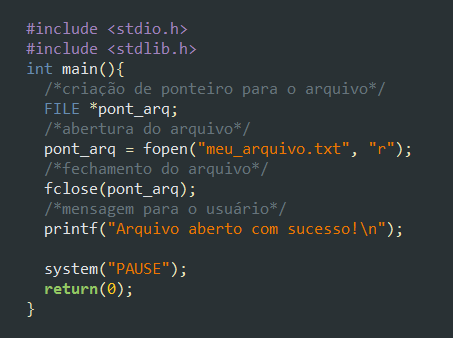 #include <stdio.h>
#include <stdlib.h>
int main(){
/*criação de ponteiro para o arquivo*/
FILE *pont_arq;
/*abertura do arquivo*/
pont_arq = fopen("meu_arquivo.txt", "r");
/*fechamento do arquivo*/
fclose(pont_arq);
/*mensagem para o usuário*/
printf("Arquivo aberto com sucesso!\n");
system("PAUSE");
return(0);
}